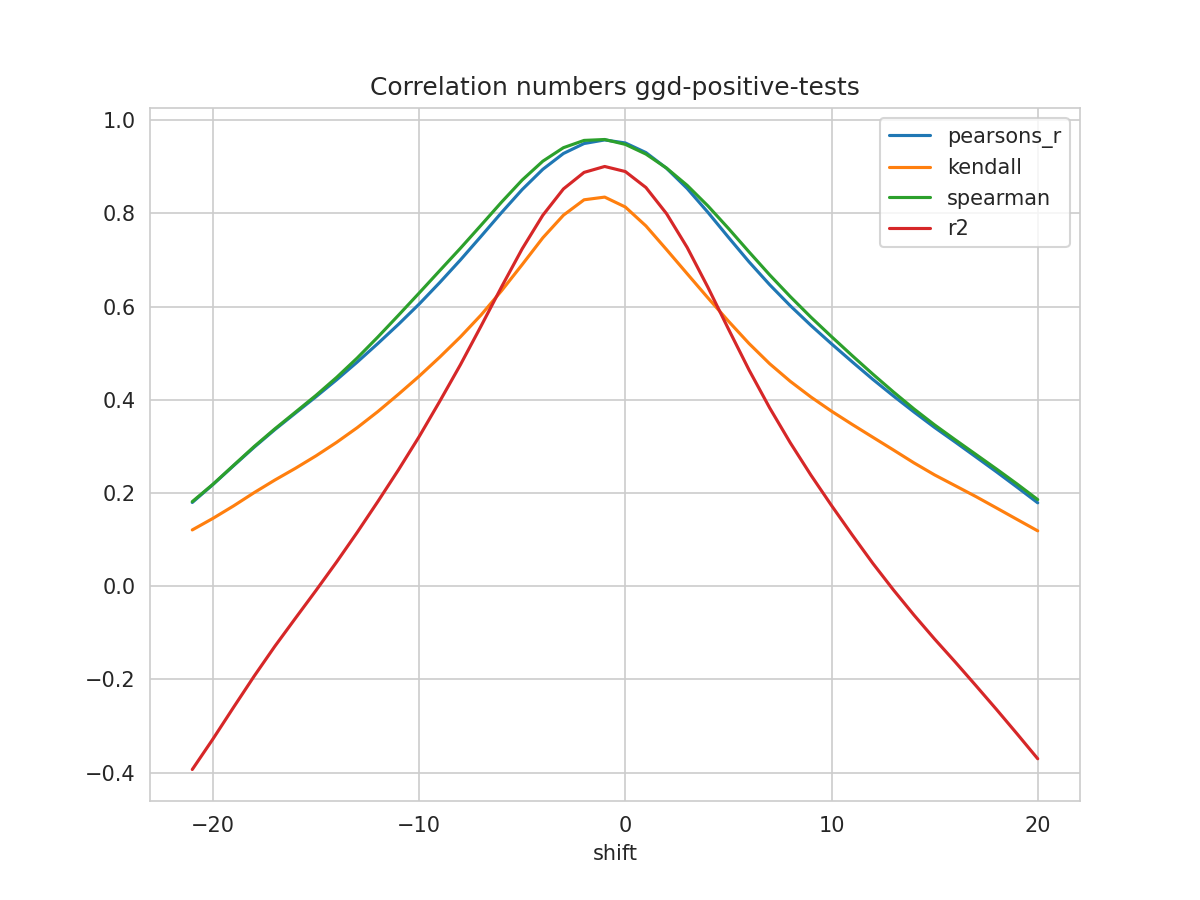 Correlation numbers ggd-positive-tests
1.0
0.8
0.6
0.4
0.2
0.0
−0.2
−0.4
pearsons_r
kendall
spearman
r2
−20 −10 0 10 20
shift